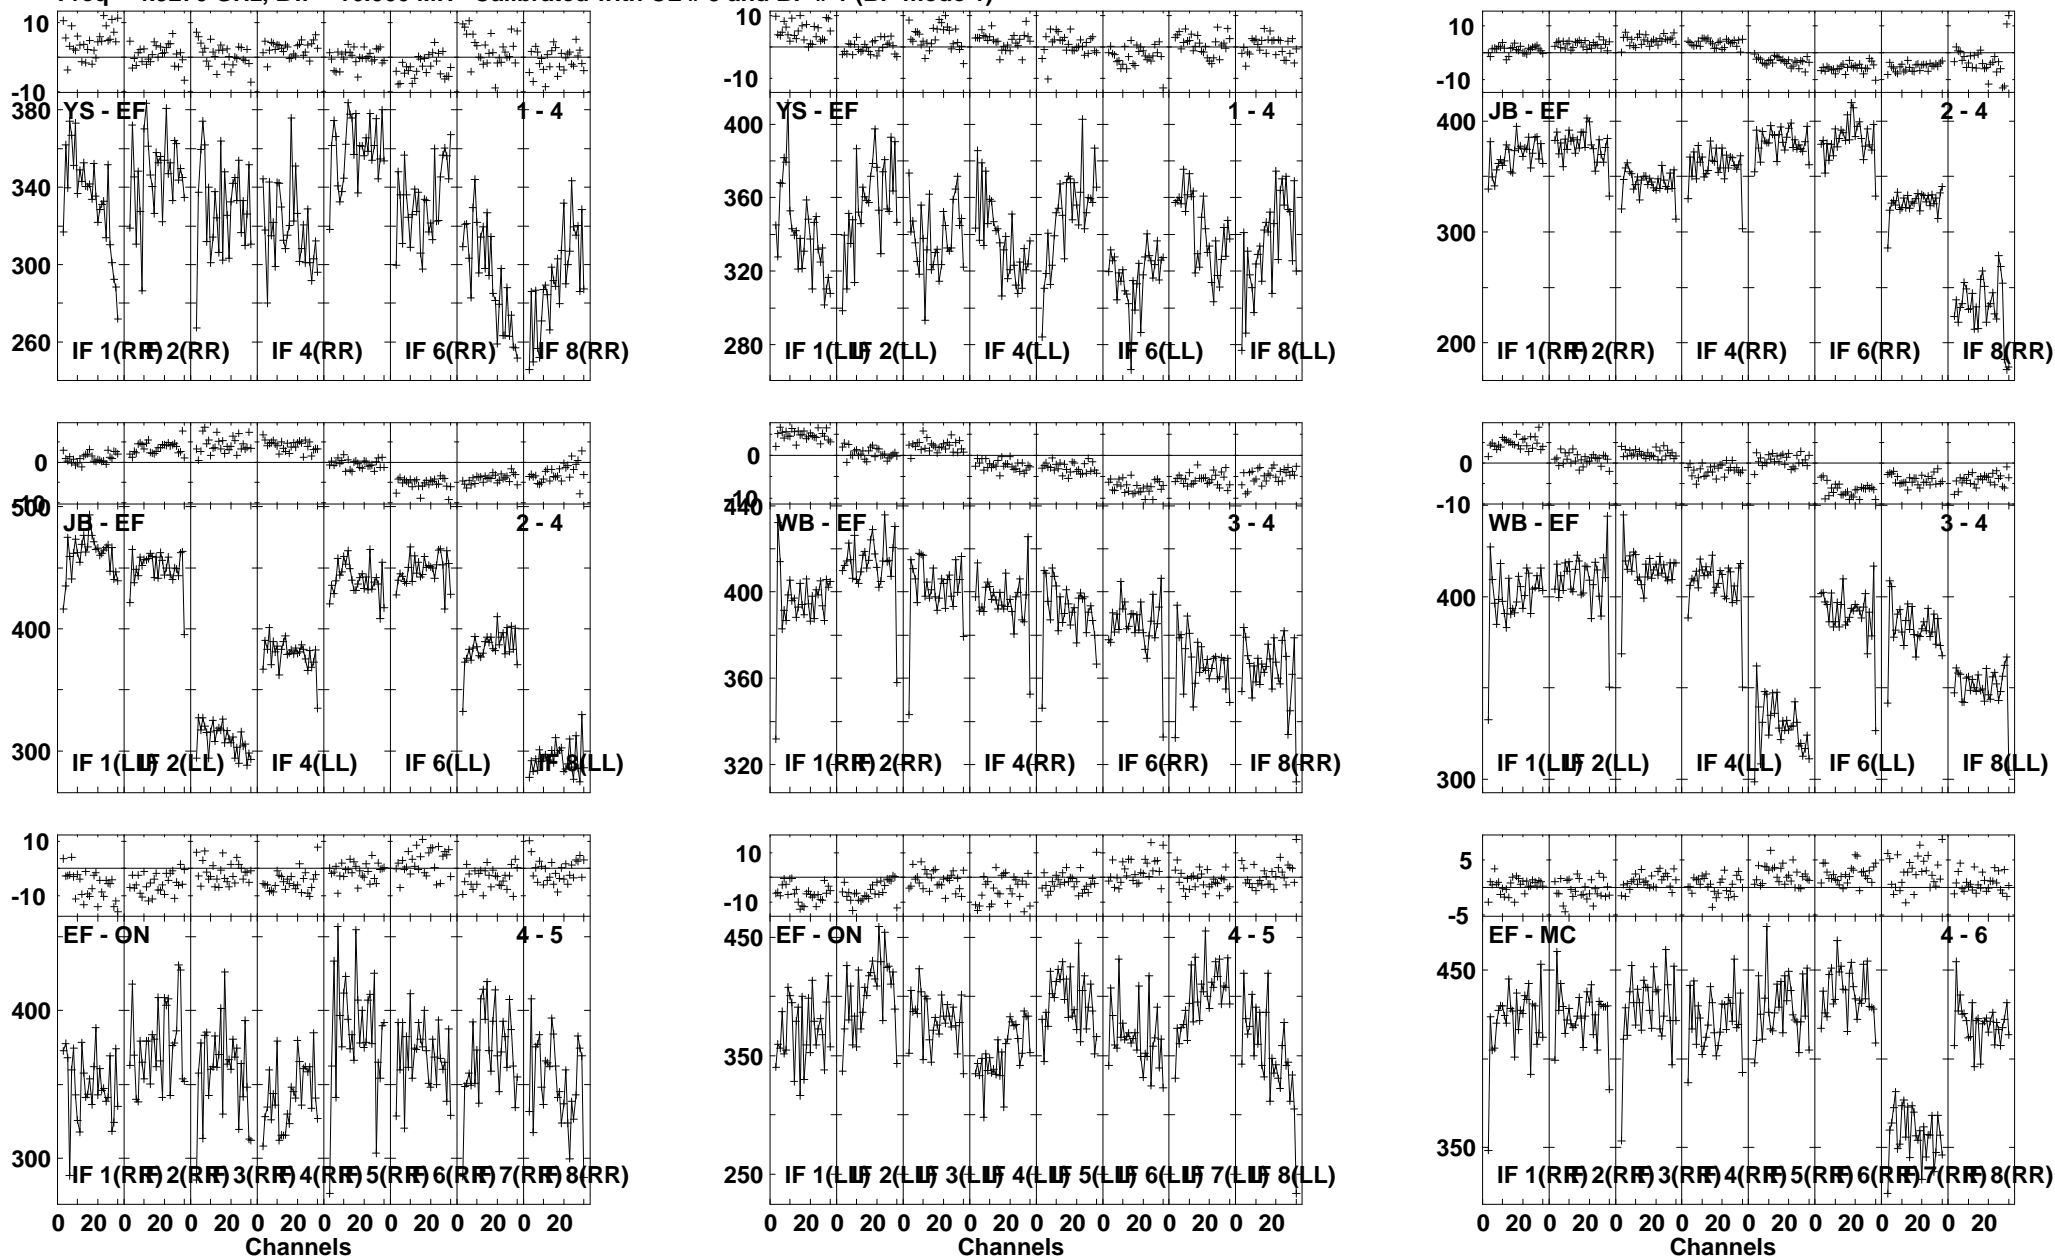 Freq = GHz, Bw = MH Calibrated with CL # and BP # 1 (BP mode 1)
10
-10
380
340
300
260
YS - EF 1 - 4
IF 1(RR) IF 2(RR) IF 4(RR) IF 6(RR) IF 8(RR)
10
-10
400
360
320
280
YS - EF 1 - 4
IF 1(LL) IF 2(LL) IF 4(LL) IF 6(LL) IF 8(LL)
10
-10
400
300
200
JB - EF 2 - 4
IF 1(RR) IF 2(RR) IF 4(RR) IF 6(RR) IF 8(RR)
0
-10
500
400
300
JB - EF 2 - 4
IF 1(LL) IF 2(LL) IF 4(LL) IF 6(LL) IF 8(LL)
0
-10
440
400
360
320
WB - EF 3 - 4
IF 1(RR) IF 2(RR) IF 4(RR) IF 6(RR) IF 8(RR)
0
-10
400
300
WB - EF 3 - 4
IF 1(LL) IF 2(LL) IF 4(LL) IF 6(LL) IF 8(LL)
10
-10
400
300
EF - ON 4 - 5
IF 1(RR) IF 2(RR) IF 3(RR) IF 4(RR) IF 5(RR) IF 6(RR) IF 7(RR) IF 8(RR)
0 20 0 20 0 20 0 20 0 20 0 20 0 20 0 20
Channels
10
-10
450
350
250
EF - ON 4 - 5
IF 1(LL) IF 2(LL) IF 3(LL) IF 4(LL) IF 5(LL) IF 6(LL) IF 7(LL) IF 8(LL)
0 20 0 20 0 20 0 20 0 20 0 20 0 20 0 20
Channels
5
-5
450
350
EF - MC 4 - 6
IF 1(RR) IF 2(RR) IF 3(RR) IF 4(RR) IF 5(RR) IF 6(RR) IF 7(RR) IF 8(RR)
0 20 0 20 0 20 0 20 0 20 0 20 0 20 0 20
Channels